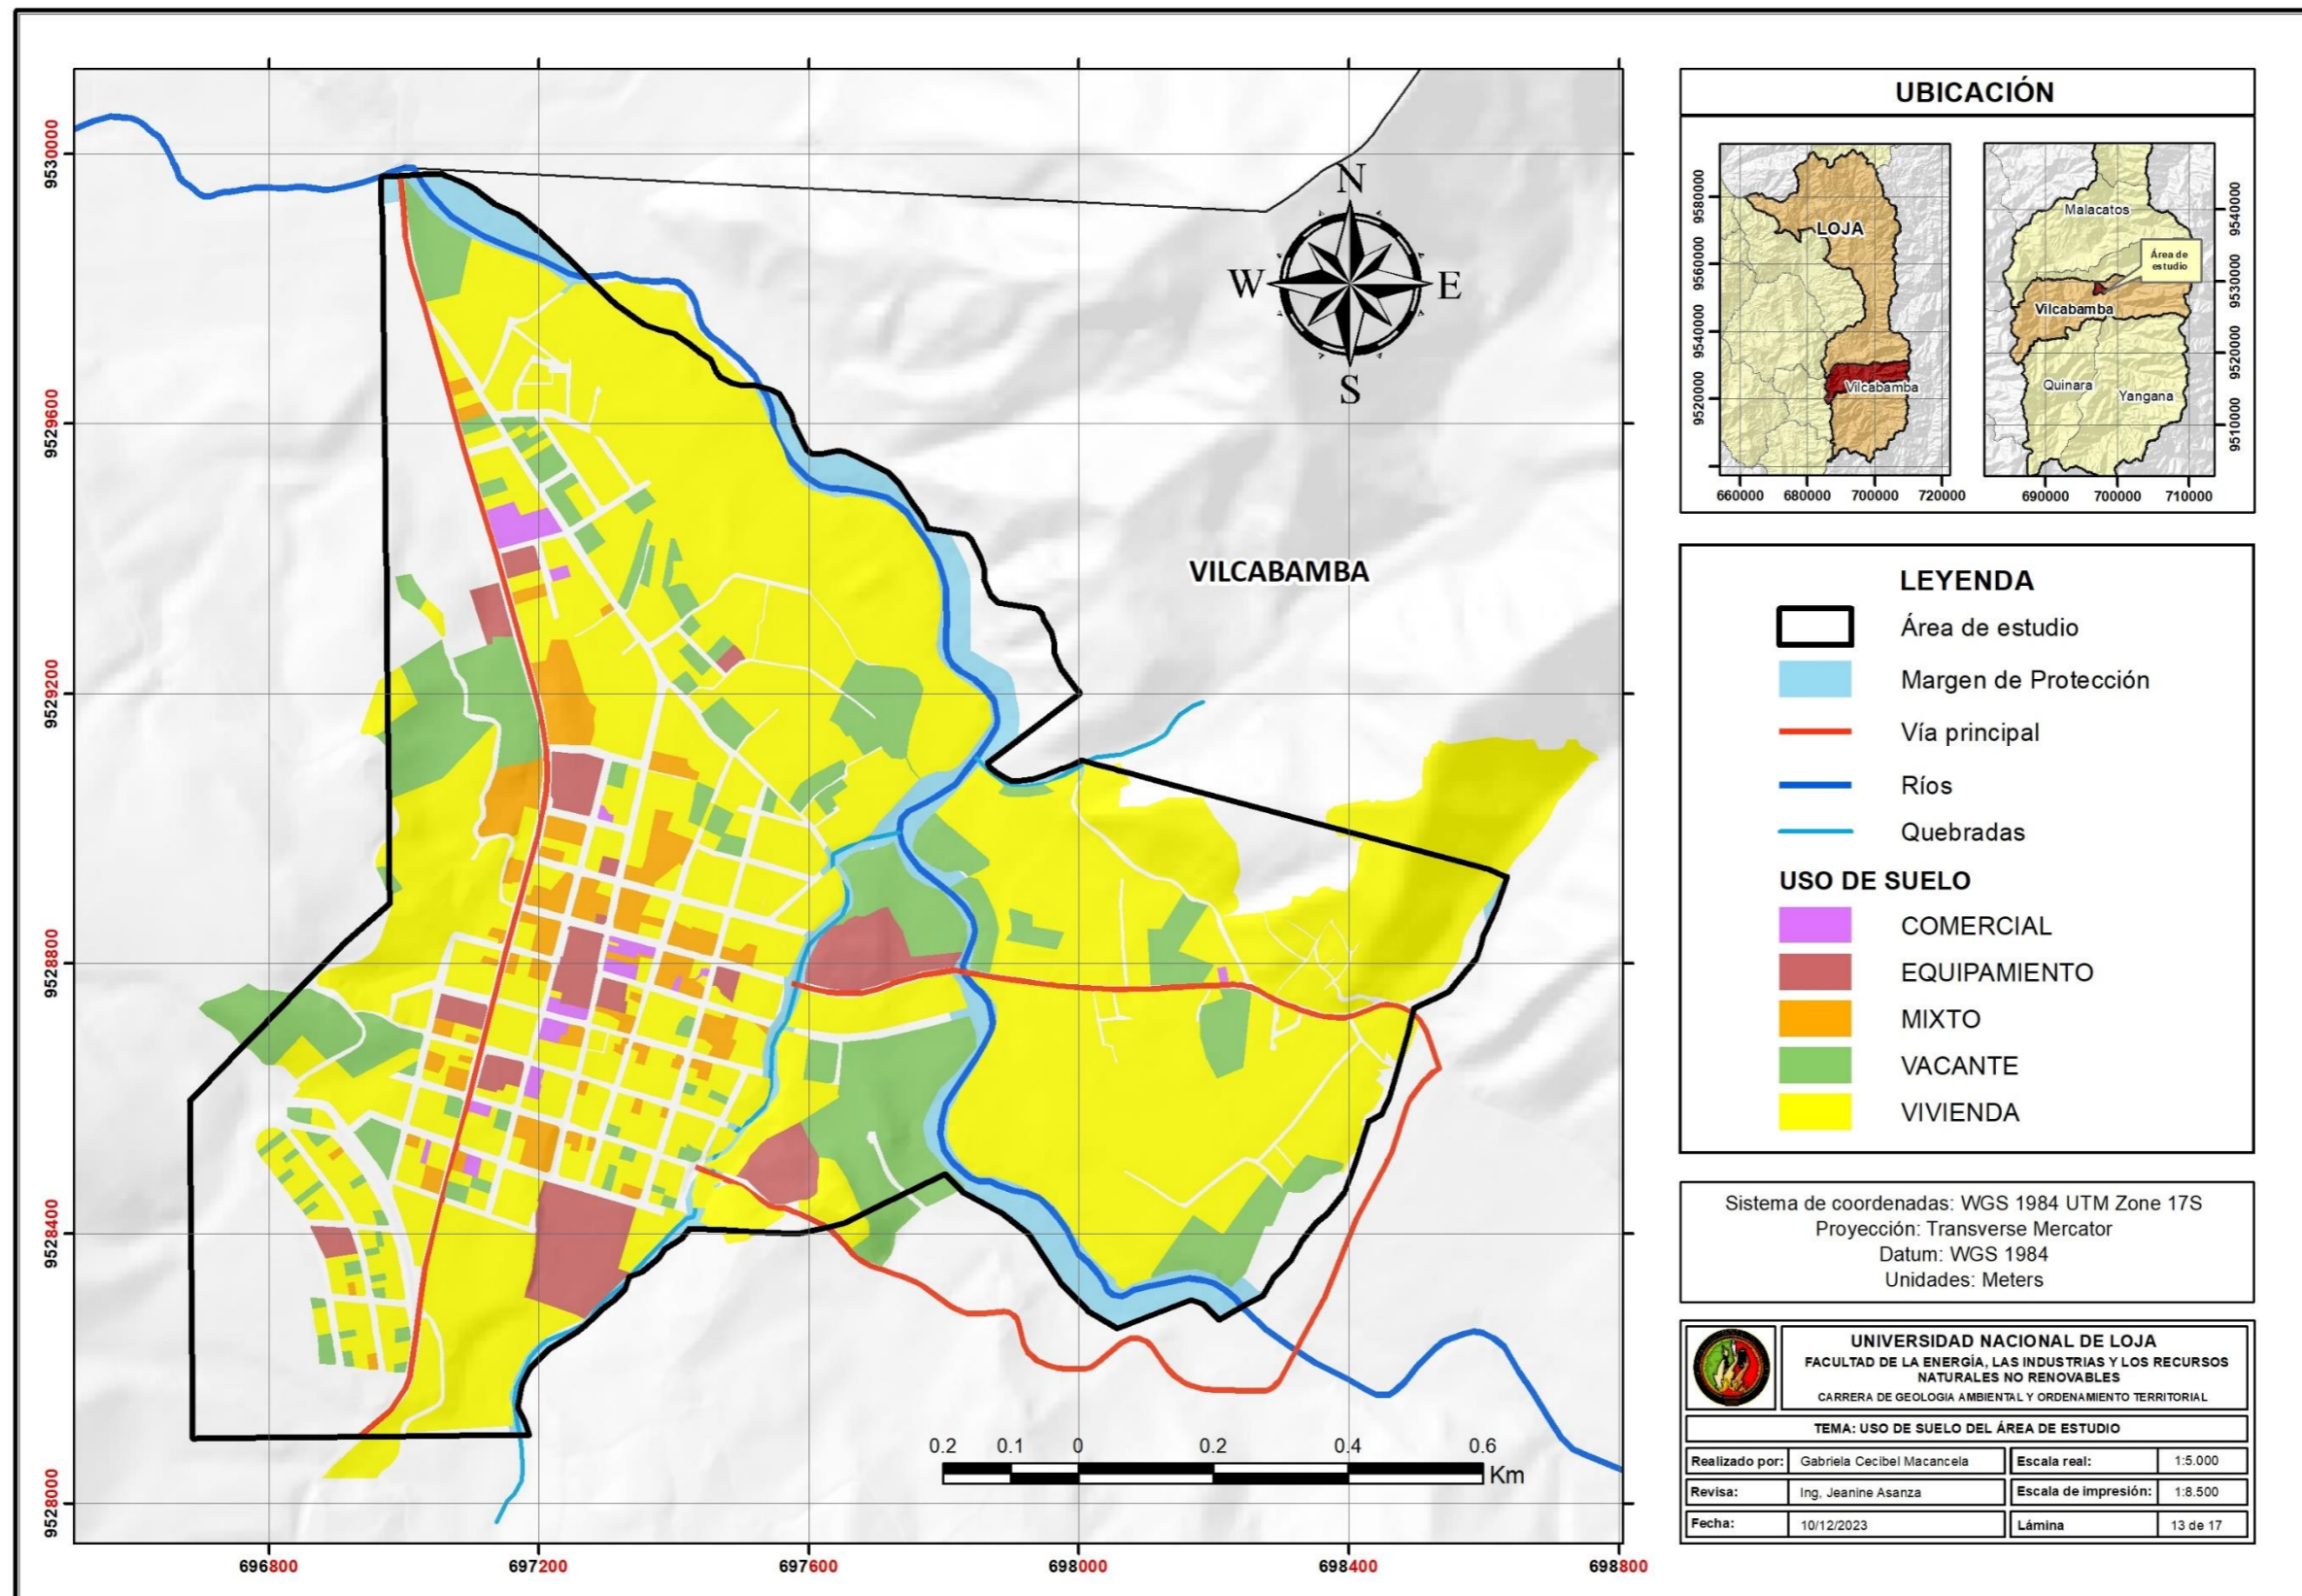 9530000
9529600
9529200
9528800
9528400
9528000
696800
697200
697600
698000
698400
698800
N
W
E
S
VILCABAMBA
0.2 0.1 0 0.2 0.4 0.6
Km
UBICACIÓN
9580000
9560000
9540000
9520000
LOJA
Vilcabamba
660000 680000 700000 720000
Malacatos
Área de
estudio
Vilcabamba
Quinara
Yangana
9540000
9530000
9520000
9510000
690000 700000 710000
LEYENDA
Área de estudio
Margen de Protección
Vía principal
Ríos
Quebradas
USO DE SUELO
COMERCIAL
EQUIPAMIENTO
MIXTO
VACANTE
VIVIENDA
Sistema de coordenadas: WGS 1984 UTM Zone 17S
Proyección: Transverse Mercator
Datum: WGS 1984
Unidades: Meters
UNIVERSIDAD NACIONAL DE LOJA
FACULTAD DE LA ENERGÍA, LAS INDUSTRIAS Y LOS RECURSOS
NATURALES NO RENOVABLES
CARRERA DE GEOLOGIA AMBIENTAL Y ORDENAMIENTO TERRITORIAL
TEMA: USO DE SUELO DEL ÁREA DE ESTUDIO
Realizado por: Gabriela Cecibel Macancela Escala real: 1:5.000
Revisa: Ing, Jeanine Asanza Escala de impresión: 1:8.500
Fecha: 10/12/2023 Lámina 13 de 17